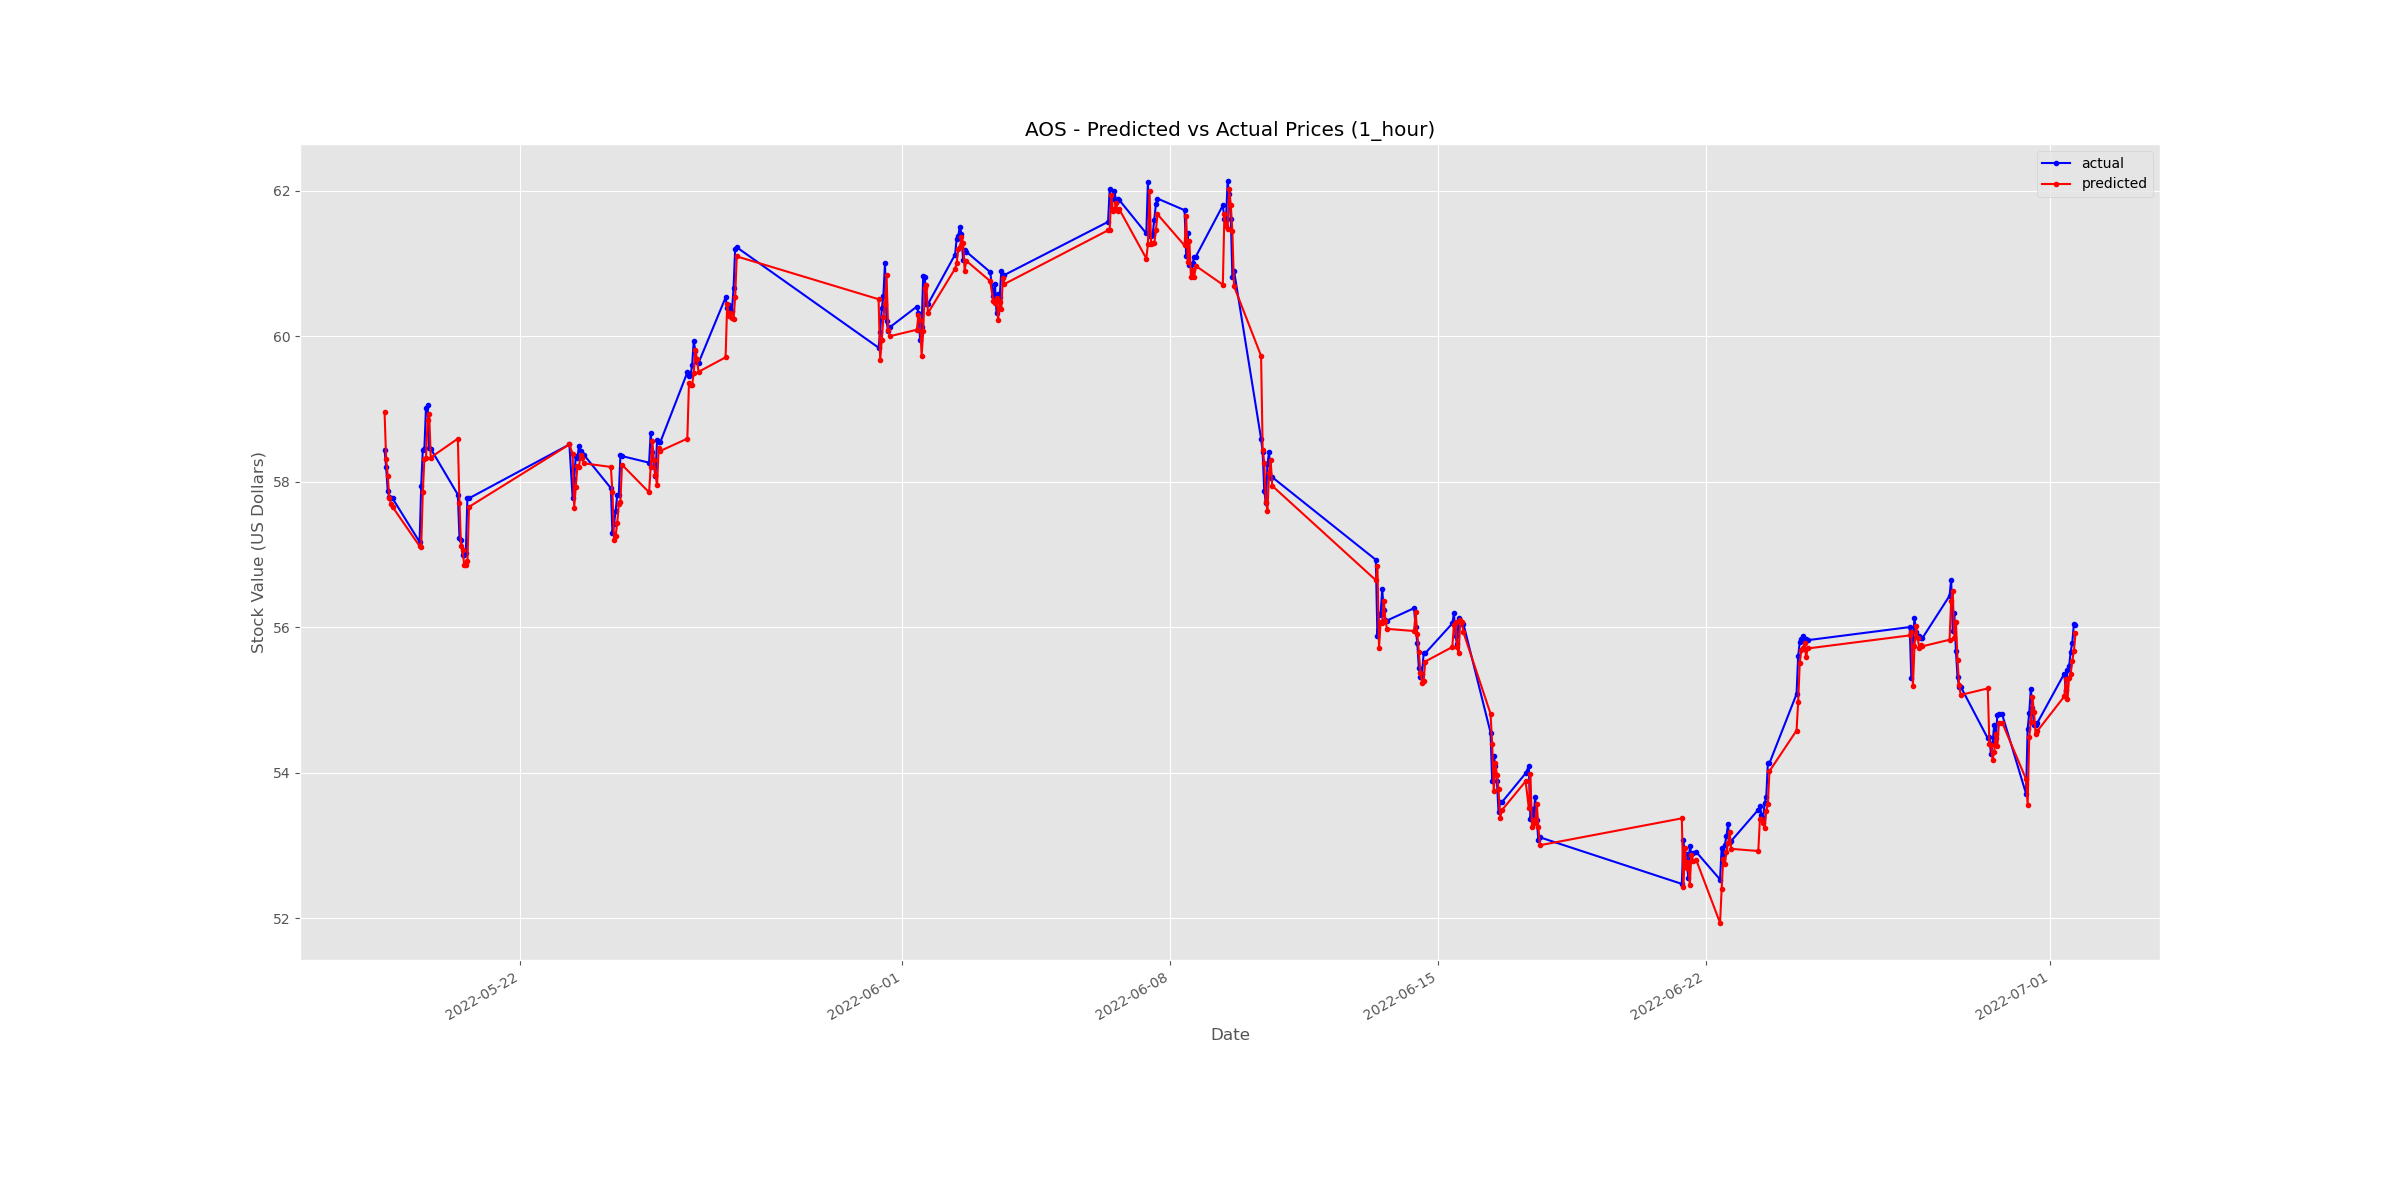 AOS - Predicted vs Actual Prices (1_hour)
actual
predicted
62
60
58
56
54
52
Stock Value (US Dollars)
2022-05-22
2022-06-01
2022-06-08
2022-06-15
2022-06-22
2022-07-01
Date